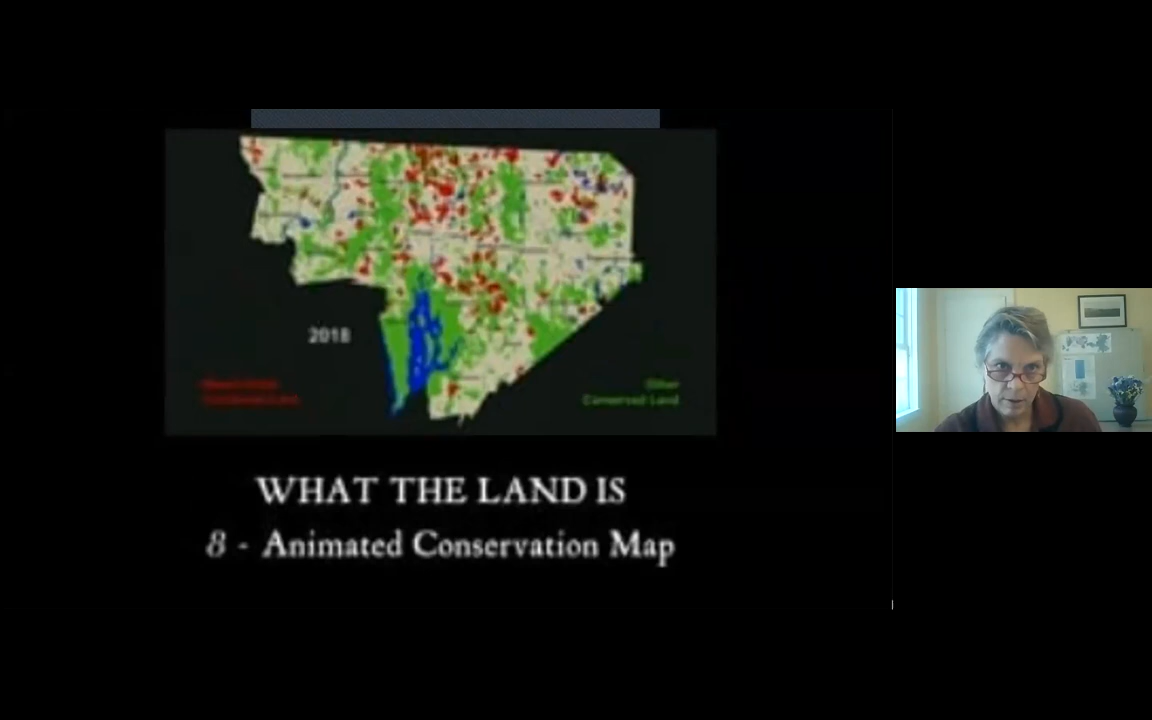 2018
Other
Conserved Land
WHAT THE LAND IS
8 - Animated Conservation Map